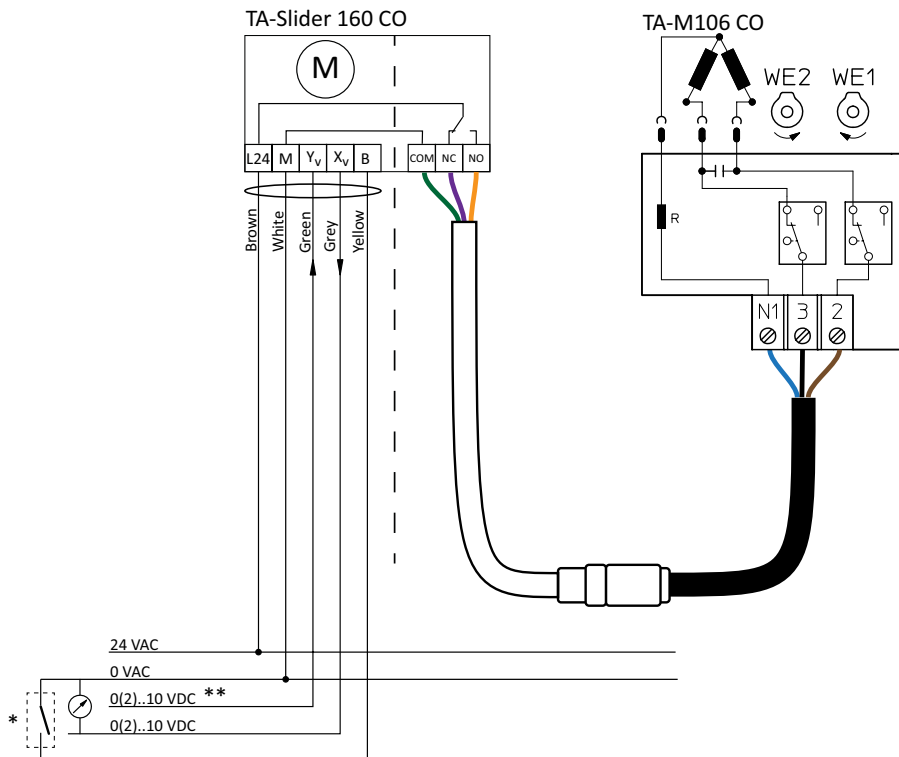 TA-Slider 160 CO
TA-M106 CO
M
WE2 WE1
L24 M Yv Xv B COM NC NO
R
Brown
White
Green
Grey
Yellow
N1 3 2
24 VAC
0 VAC
0(2)..10 VDC **
*
0(2)..10 VDC